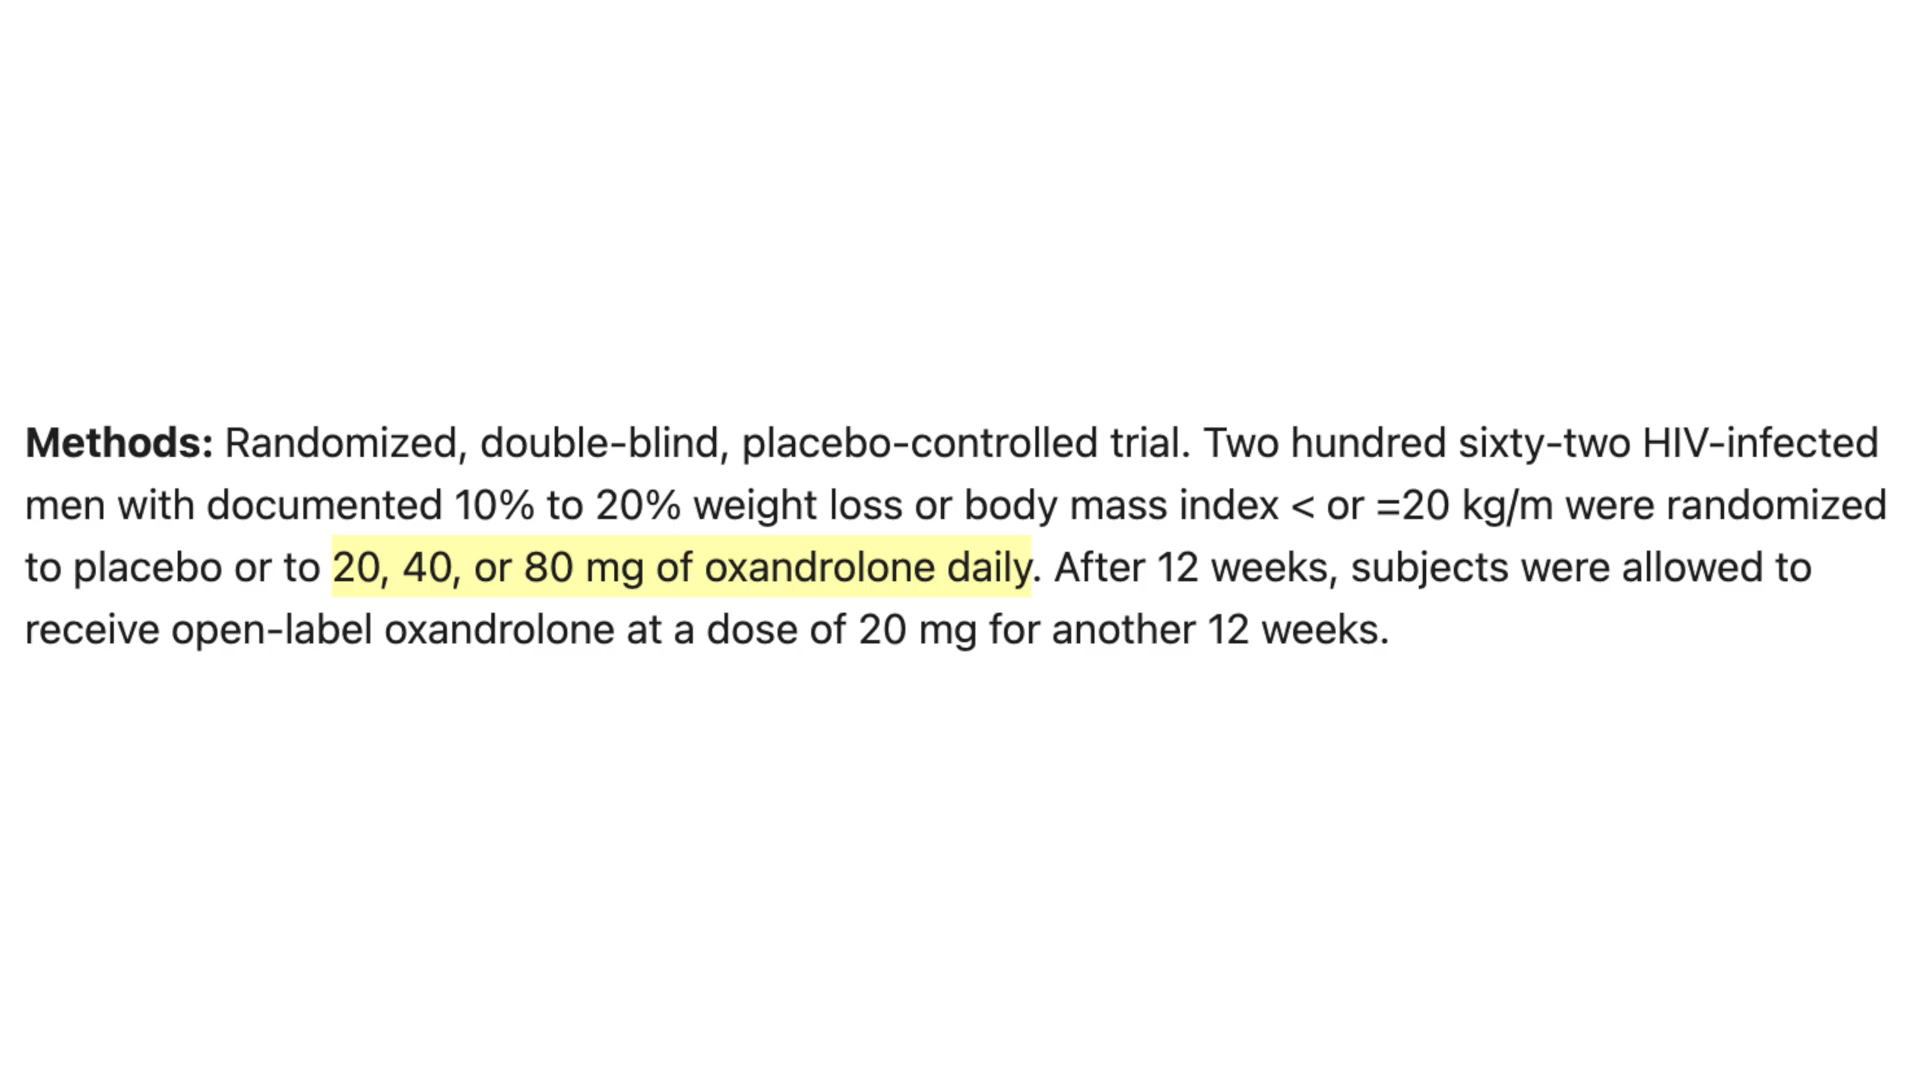 Methods: Randomized, double-blind, placebo-controlled trial. Two hundred sixty-two HIV-infected
men with documented 10% to 20% weight loss or body mass index < or =20 kg/m were randomized
to placebo or to 20, 40, or 80 mg of oxandrolone daily. After 12 weeks, subjects were allowed to
receive open-label oxandrolone at a dose of 20 mg for another 12 weeks.